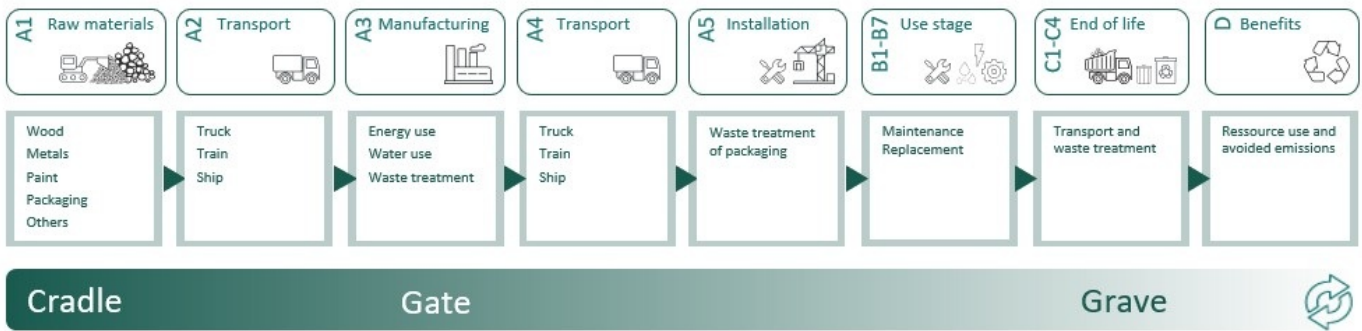 A1 Raw materials
A2 Transport
A3 Manufacturing
A4 Transport
A5 Installation
B1-B7 Use stage
C1-C4 End of life
D Benefits
Wood
Metals
Paint
Packaging
Others
Truck
Train
Ship
Energy use
Water use
Waste treatment
Truck
Train
Ship
Waste treatment
of packaging
Maintenance
Replacement
Transport and
waste treatment
Ressource use and
avoided emissions
Cradle
Gate
Grave